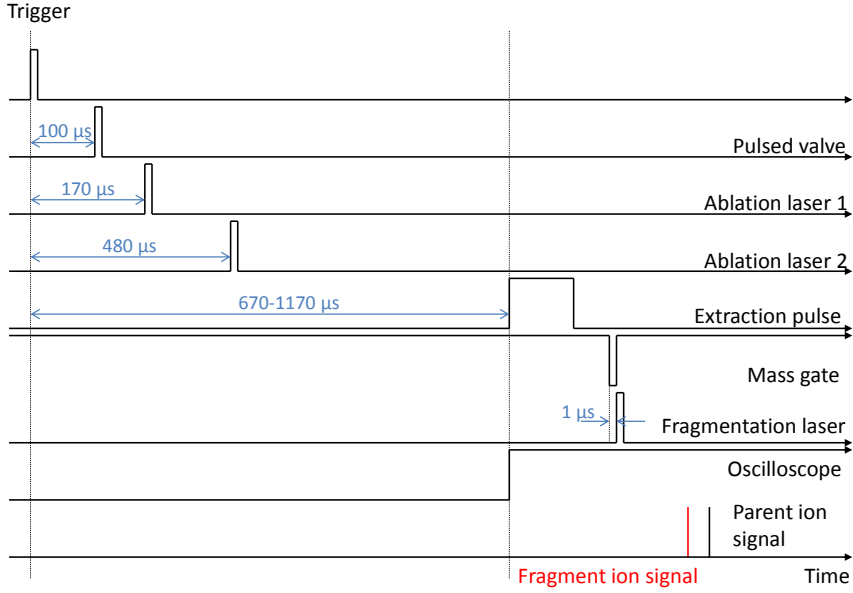 Trigger
100 μs
Pulsed valve
170 μs
Ablation laser 1
480 μs
Ablation laser 2
670-1170 μs
Extraction pulse
Mass gate
1 μs
Fragmentation laser
Oscilloscope
Parent ion
signal
Fragment ion signal
Time